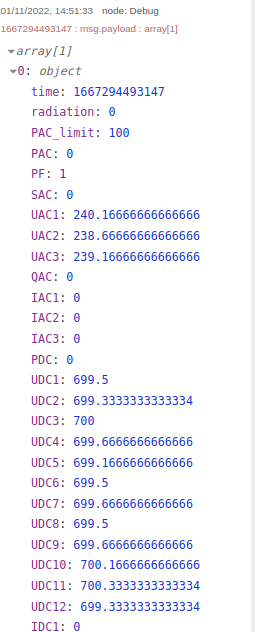 01/11/2022, 14:51:33 node: Debug
1667294493147 : msg.payload : array[1]
array[1]
0: object
time: 1667294493147
radiation: 0
PAC_limit: 100
PAC: 0
PF: 1
SAC: 0
UAC1: 240.16666666666666
UAC2: 238.66666666666666
UAC3: 239.16666666666666
QAC: 0
IAC1: 0
IAC2: 0
IAC3: 0
PDC: 0
UDC1: 699.5
UDC2: 699.3333333333334
UDC3: 700
UDC4: 699.6666666666666
UDC5: 699.1666666666666
UDC6: 699.5
UDC7: 699.6666666666666
UDC8: 699.5
UDC9: 699.6666666666666
UDC10: 700.1666666666666
UDC11: 700.3333333333334
UDC12: 699.3333333333334
IDC1: 0